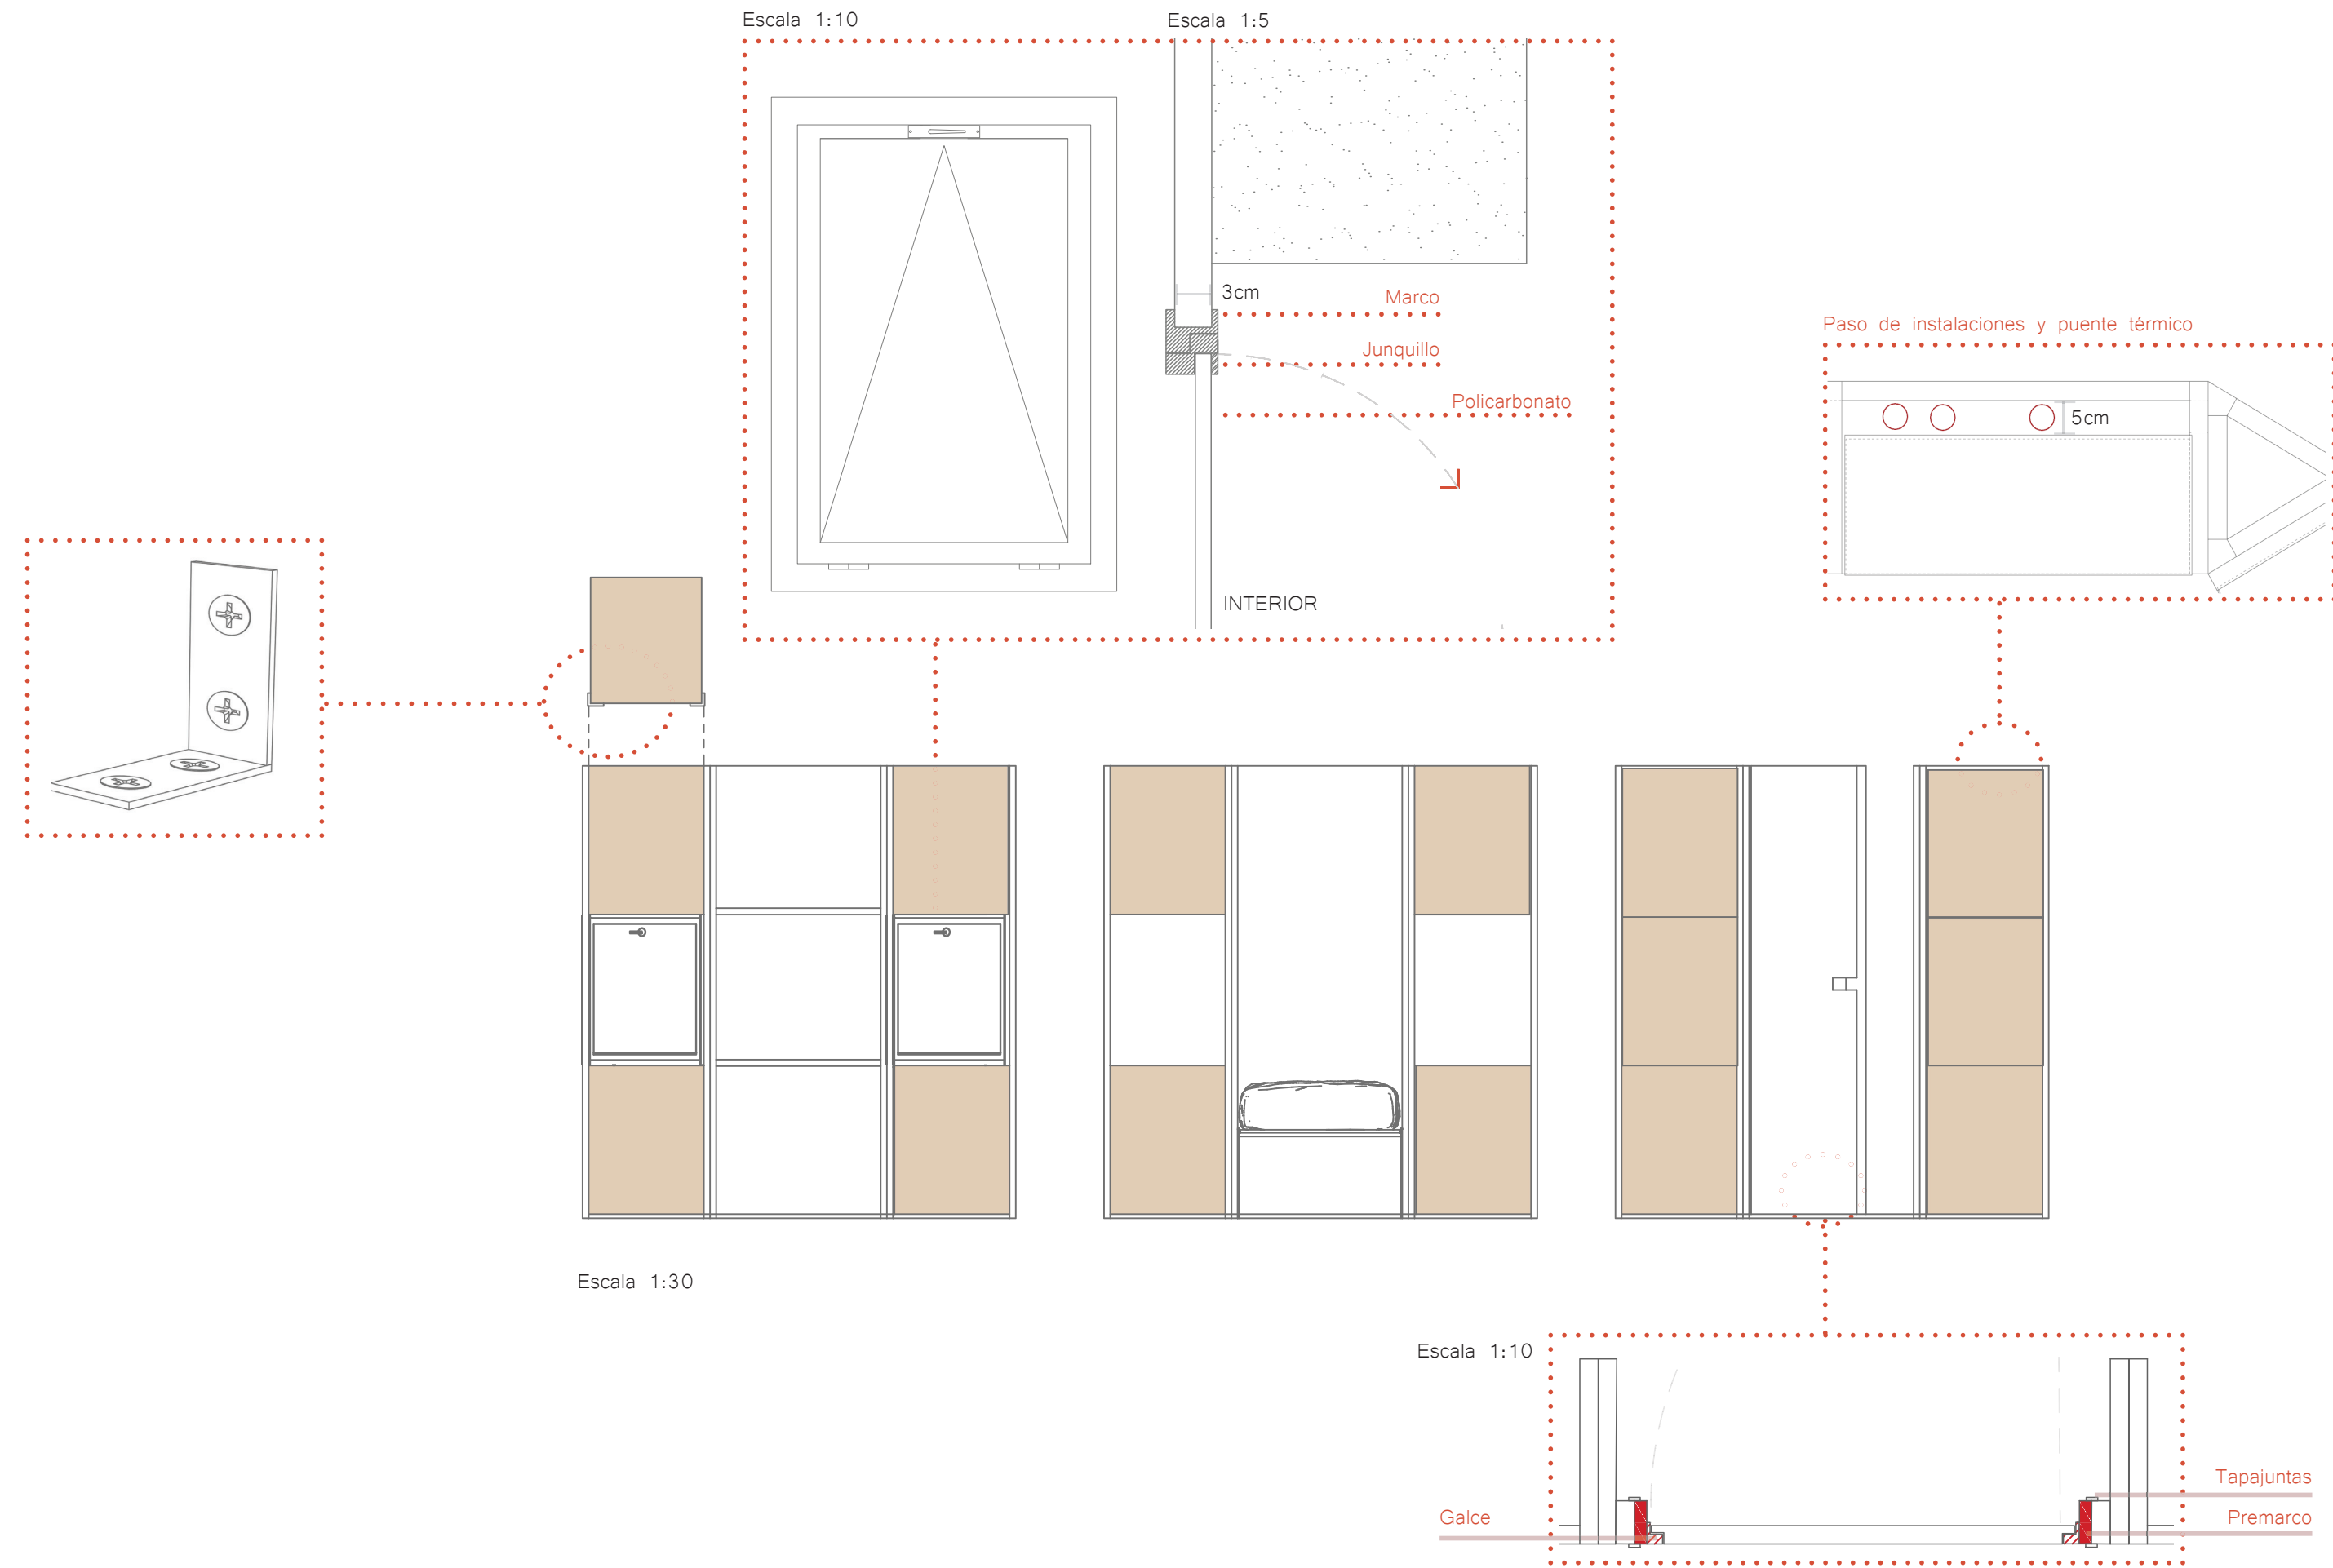 Escala 1:10
Escala 1:5
3cm
Marco
Junquillo
Policarbonato
INTERIOR
Paso de instalaciones y puente térmico
5cm
Escala 1:30
Escala 1:10
Tapajuntas
Galce
Premarco